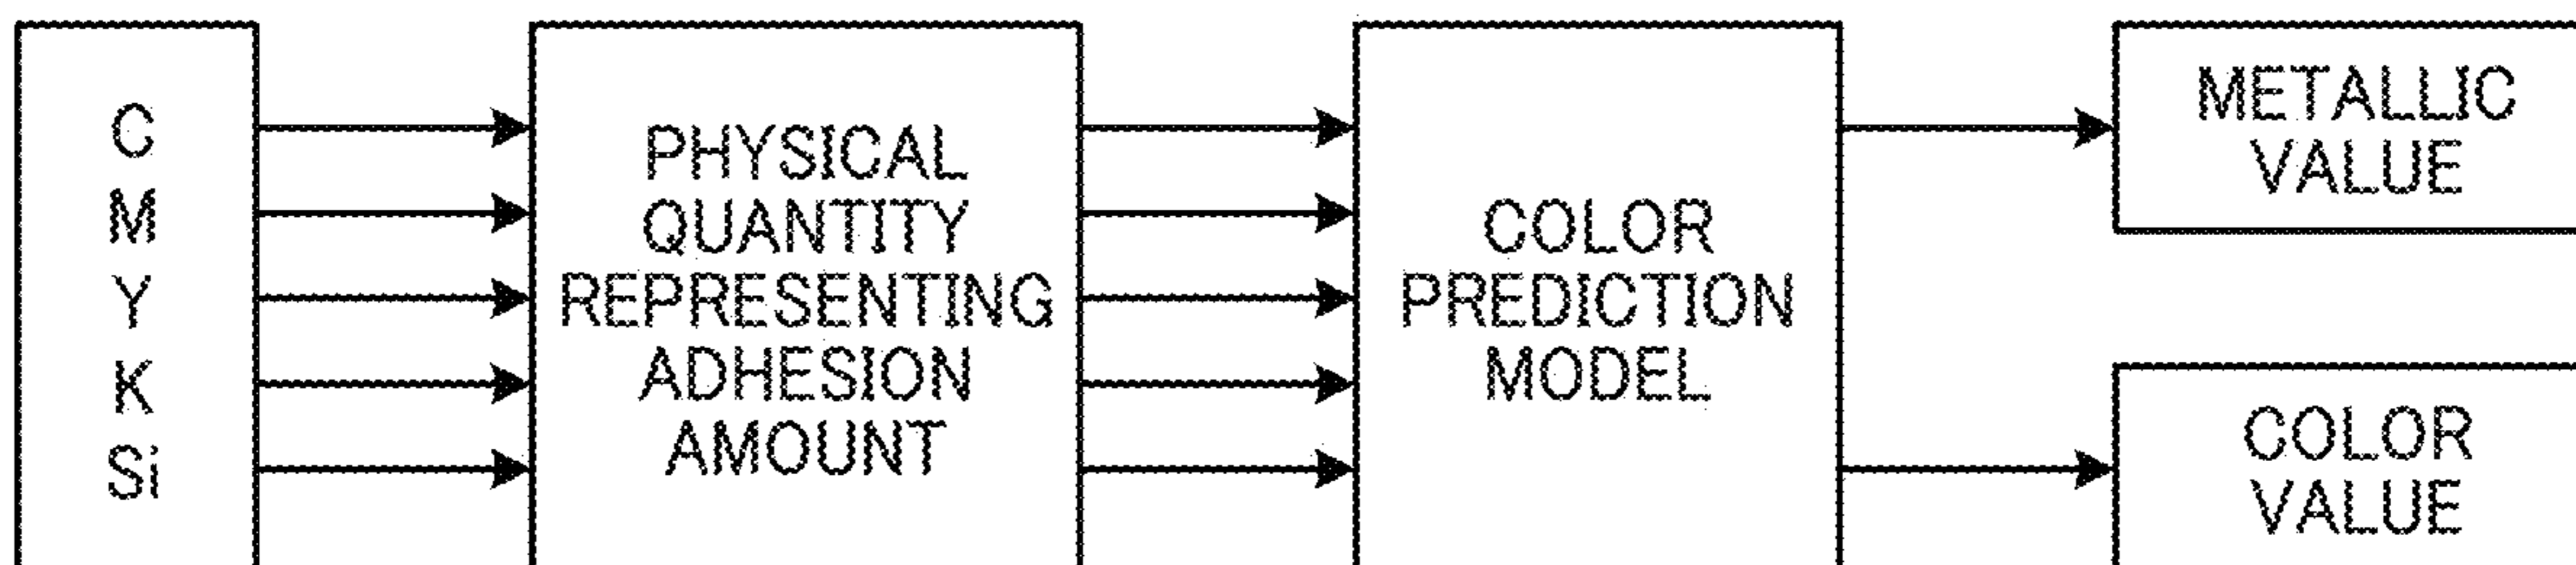 C
M
Y
K
Si
PHYSICAL
QUANTITY
REPRESENTING
ADHESION
AMOUNT
COLOR
PREDICTION
MODEL
METALLIC
VALUE
COLOR
VALUE